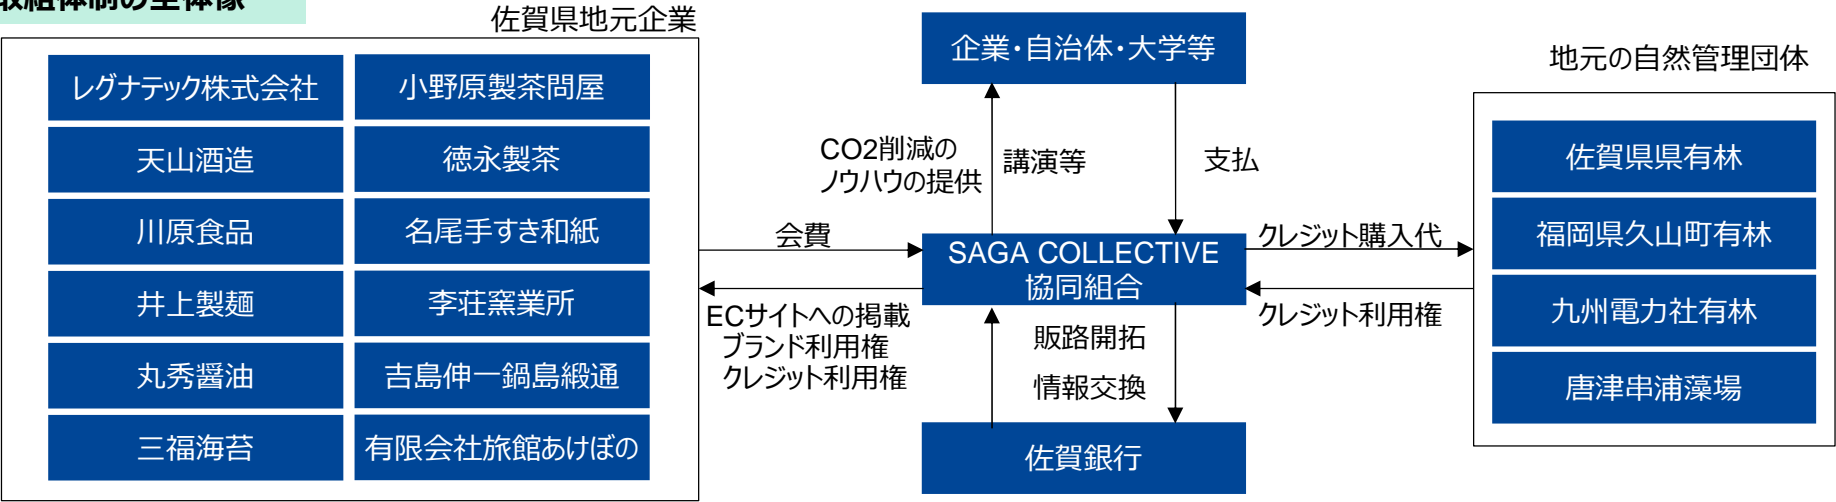 取組体制の全体像
佐賀県地元企業
レグナテック株式会社
小野原製茶問屋
天山酒造
徳永製茶
川原食品
名尾手すき和紙
井上製麺
李荘窯業所
丸秀醤油
吉島伸一鍋島緞通
三福海苔
有限会社旅館あけぼの
会費
ECサイトへの掲載
ブランド利用権
クレジット利用権
企業・自治体・大学等
CO2削減の
ノウハウの提供
講演等
支払
SAGA COLLECTIVE
協同組合
販路開拓
情報交換
佐賀銀行
クレジット購入代
クレジット利用権
地元の自然管理団体
佐賀県県有林
福岡県久山町有林
九州電力社有林
唐津串浦藻場